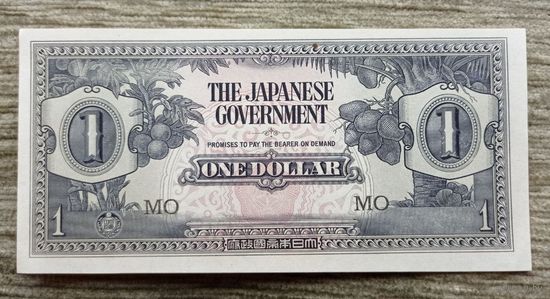 THE JAPANESE
GOVERNMENT
PROMISES TO PAY THE BEARER ON DEMAND
1 1
ONE DOLLAR
MO MO
1 1
府政國帝本日大